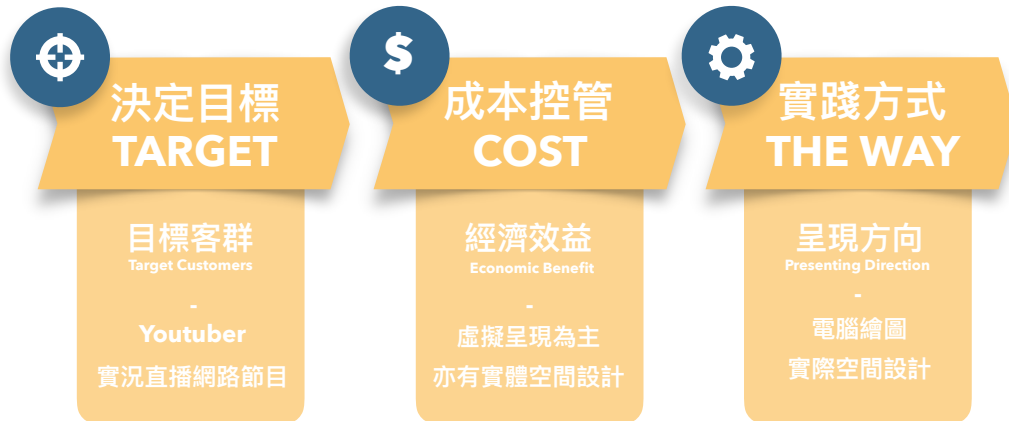 決定目標
TARGET
目標客群
Target Customers
-
Youtuber
實況直播網路節目
$
成本控管
COST
經濟效益
Economic Benefit
-
虛擬呈現為主
亦有實體空間設計
實踐方式
THE WAY
呈現方向
Presenting Direction
-
電腦繪圖
實際空間設計